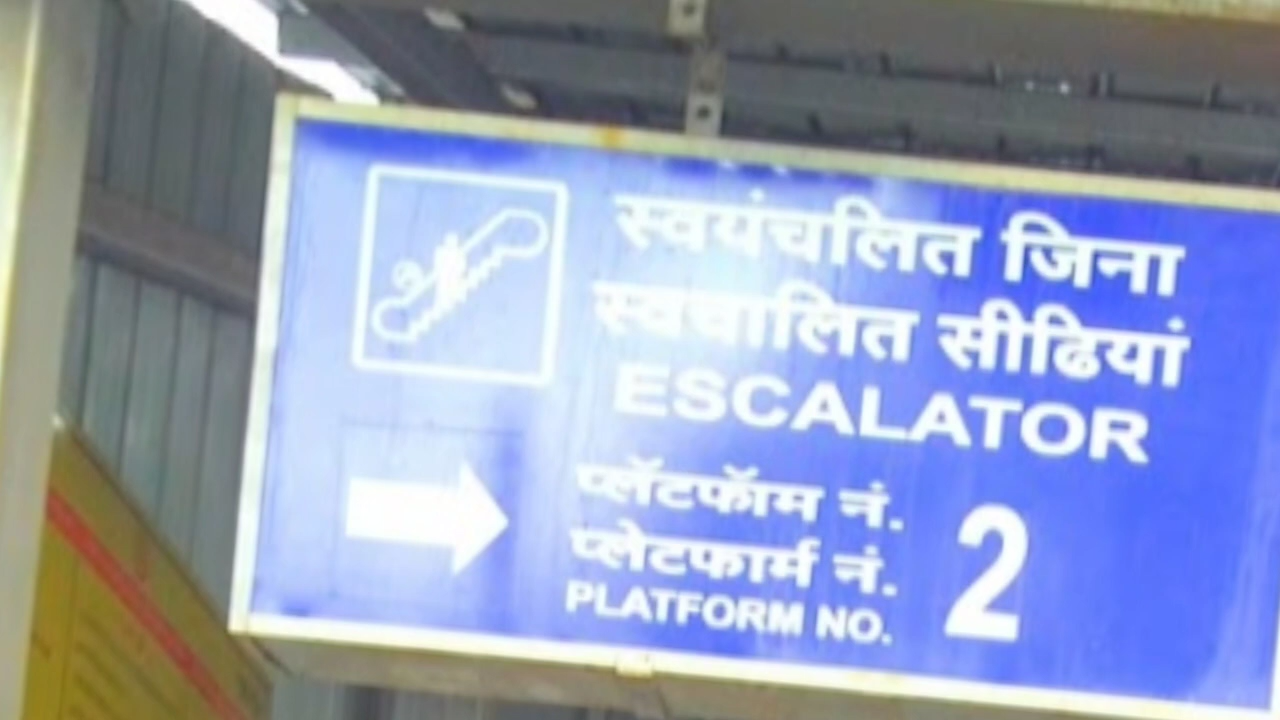 स्वयंचलित जिना
स्वचालित सीढियां
ESCALATOR
प्लॅटफॉम नं.
प्लेटफार्म नं.
PLATFORM NO.
2